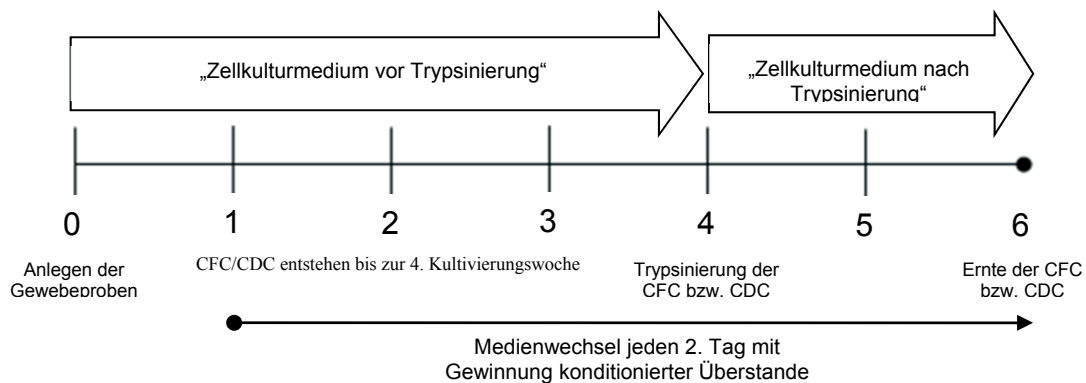 „Zellkulturmedium vor Trypsinierung“
„Zellkulturmedium nach
Trypsinierung“
0 1 2 3 4 5 6
Anlegen der
Gewebeproben
CFC/CDC entstehen bis zur 4. Kultivierungswoche
Trypsinierung der
CFC bzw. CDC
Ernte der CFC
bzw. CDC
Medienwechsel jeden 2. Tag mit
Gewinnung konditionierter Überstande